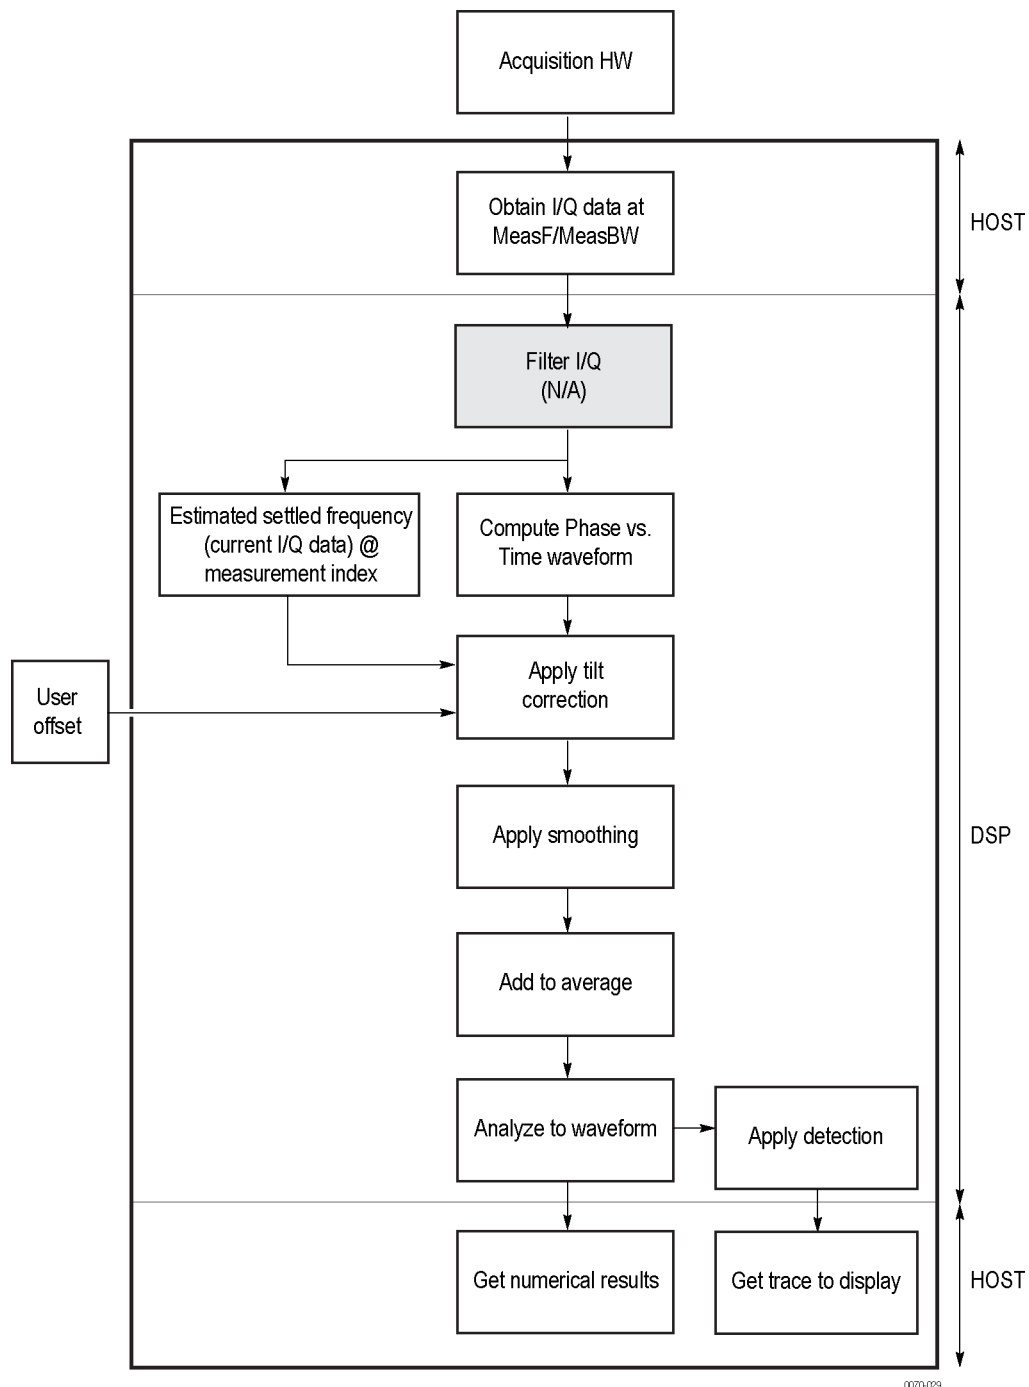 Acquisition HW
Obtain I/Q data at
MeasF/MeasBW
HOST
Filter I/Q
(N/A)
Estimated settled frequency
(current I/Q data) @
measurement index
Compute Phase vs.
Time waveform
User
offset
Apply tilt
correction
Apply smoothing
DSP
Add to average
Analyze to waveform
Apply detection
Get numerical results
Get trace to display
HOST
0070-029